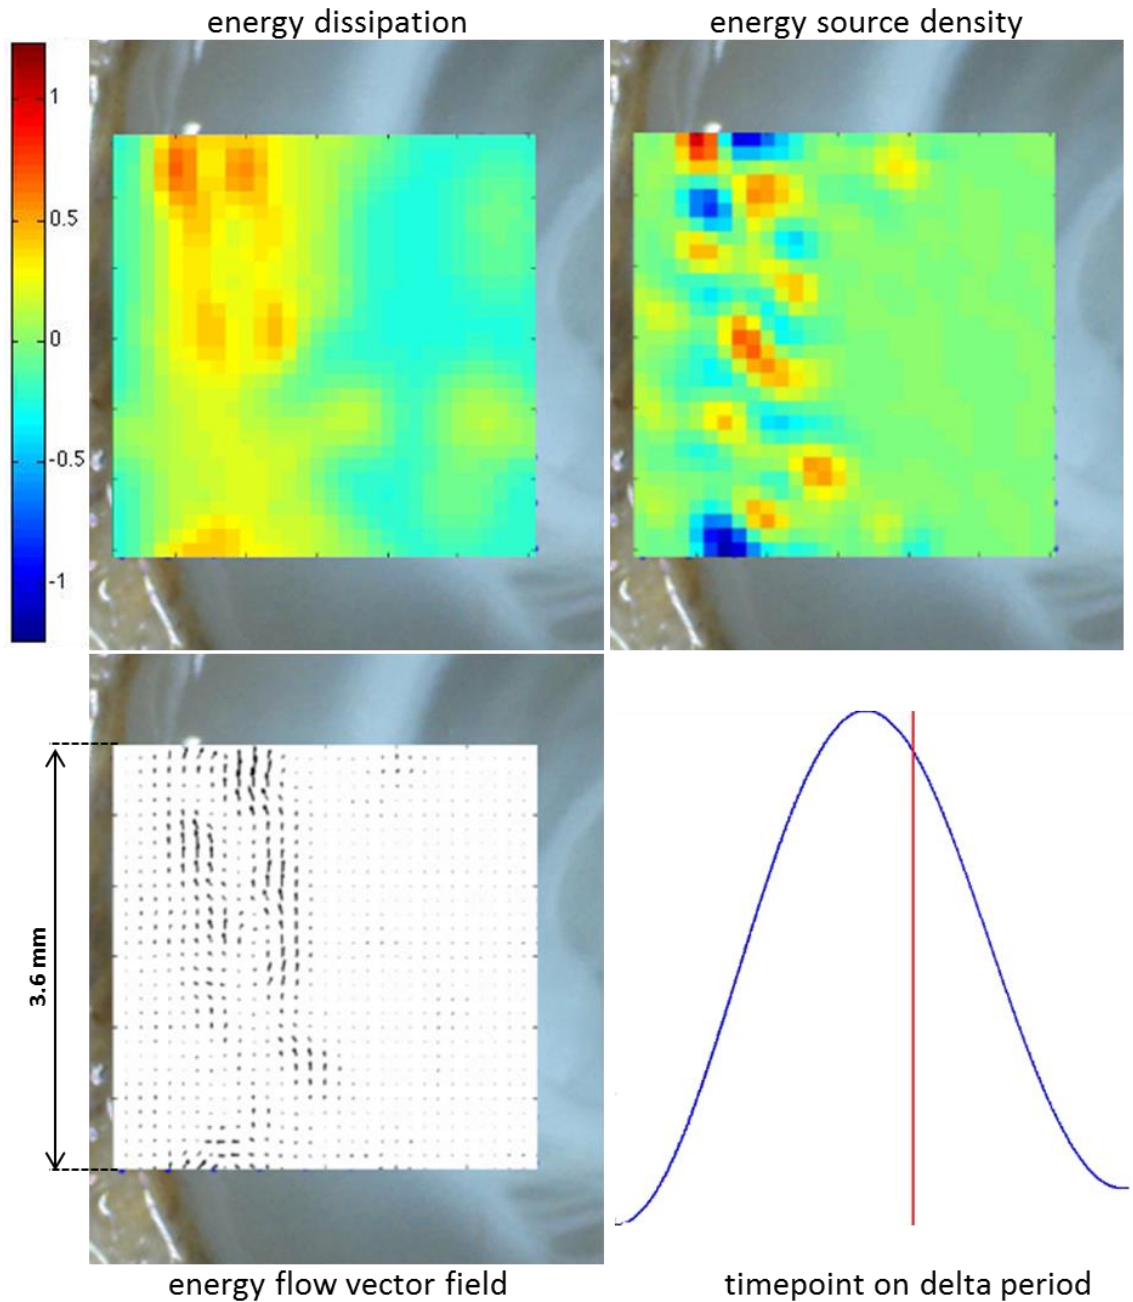 energy dissipation
energy source density
1
0.5
0
-0.5
-1
3.6 mm
energy flow vector field
timepoint on delta period